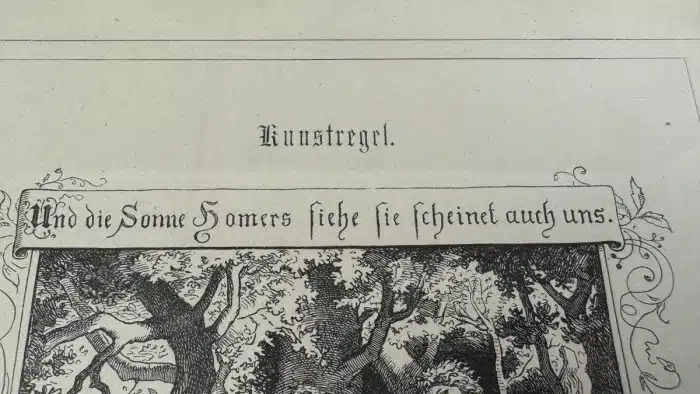 Kunstregel.
Und die Sonne Homers siehe sie scheinet auch uns.